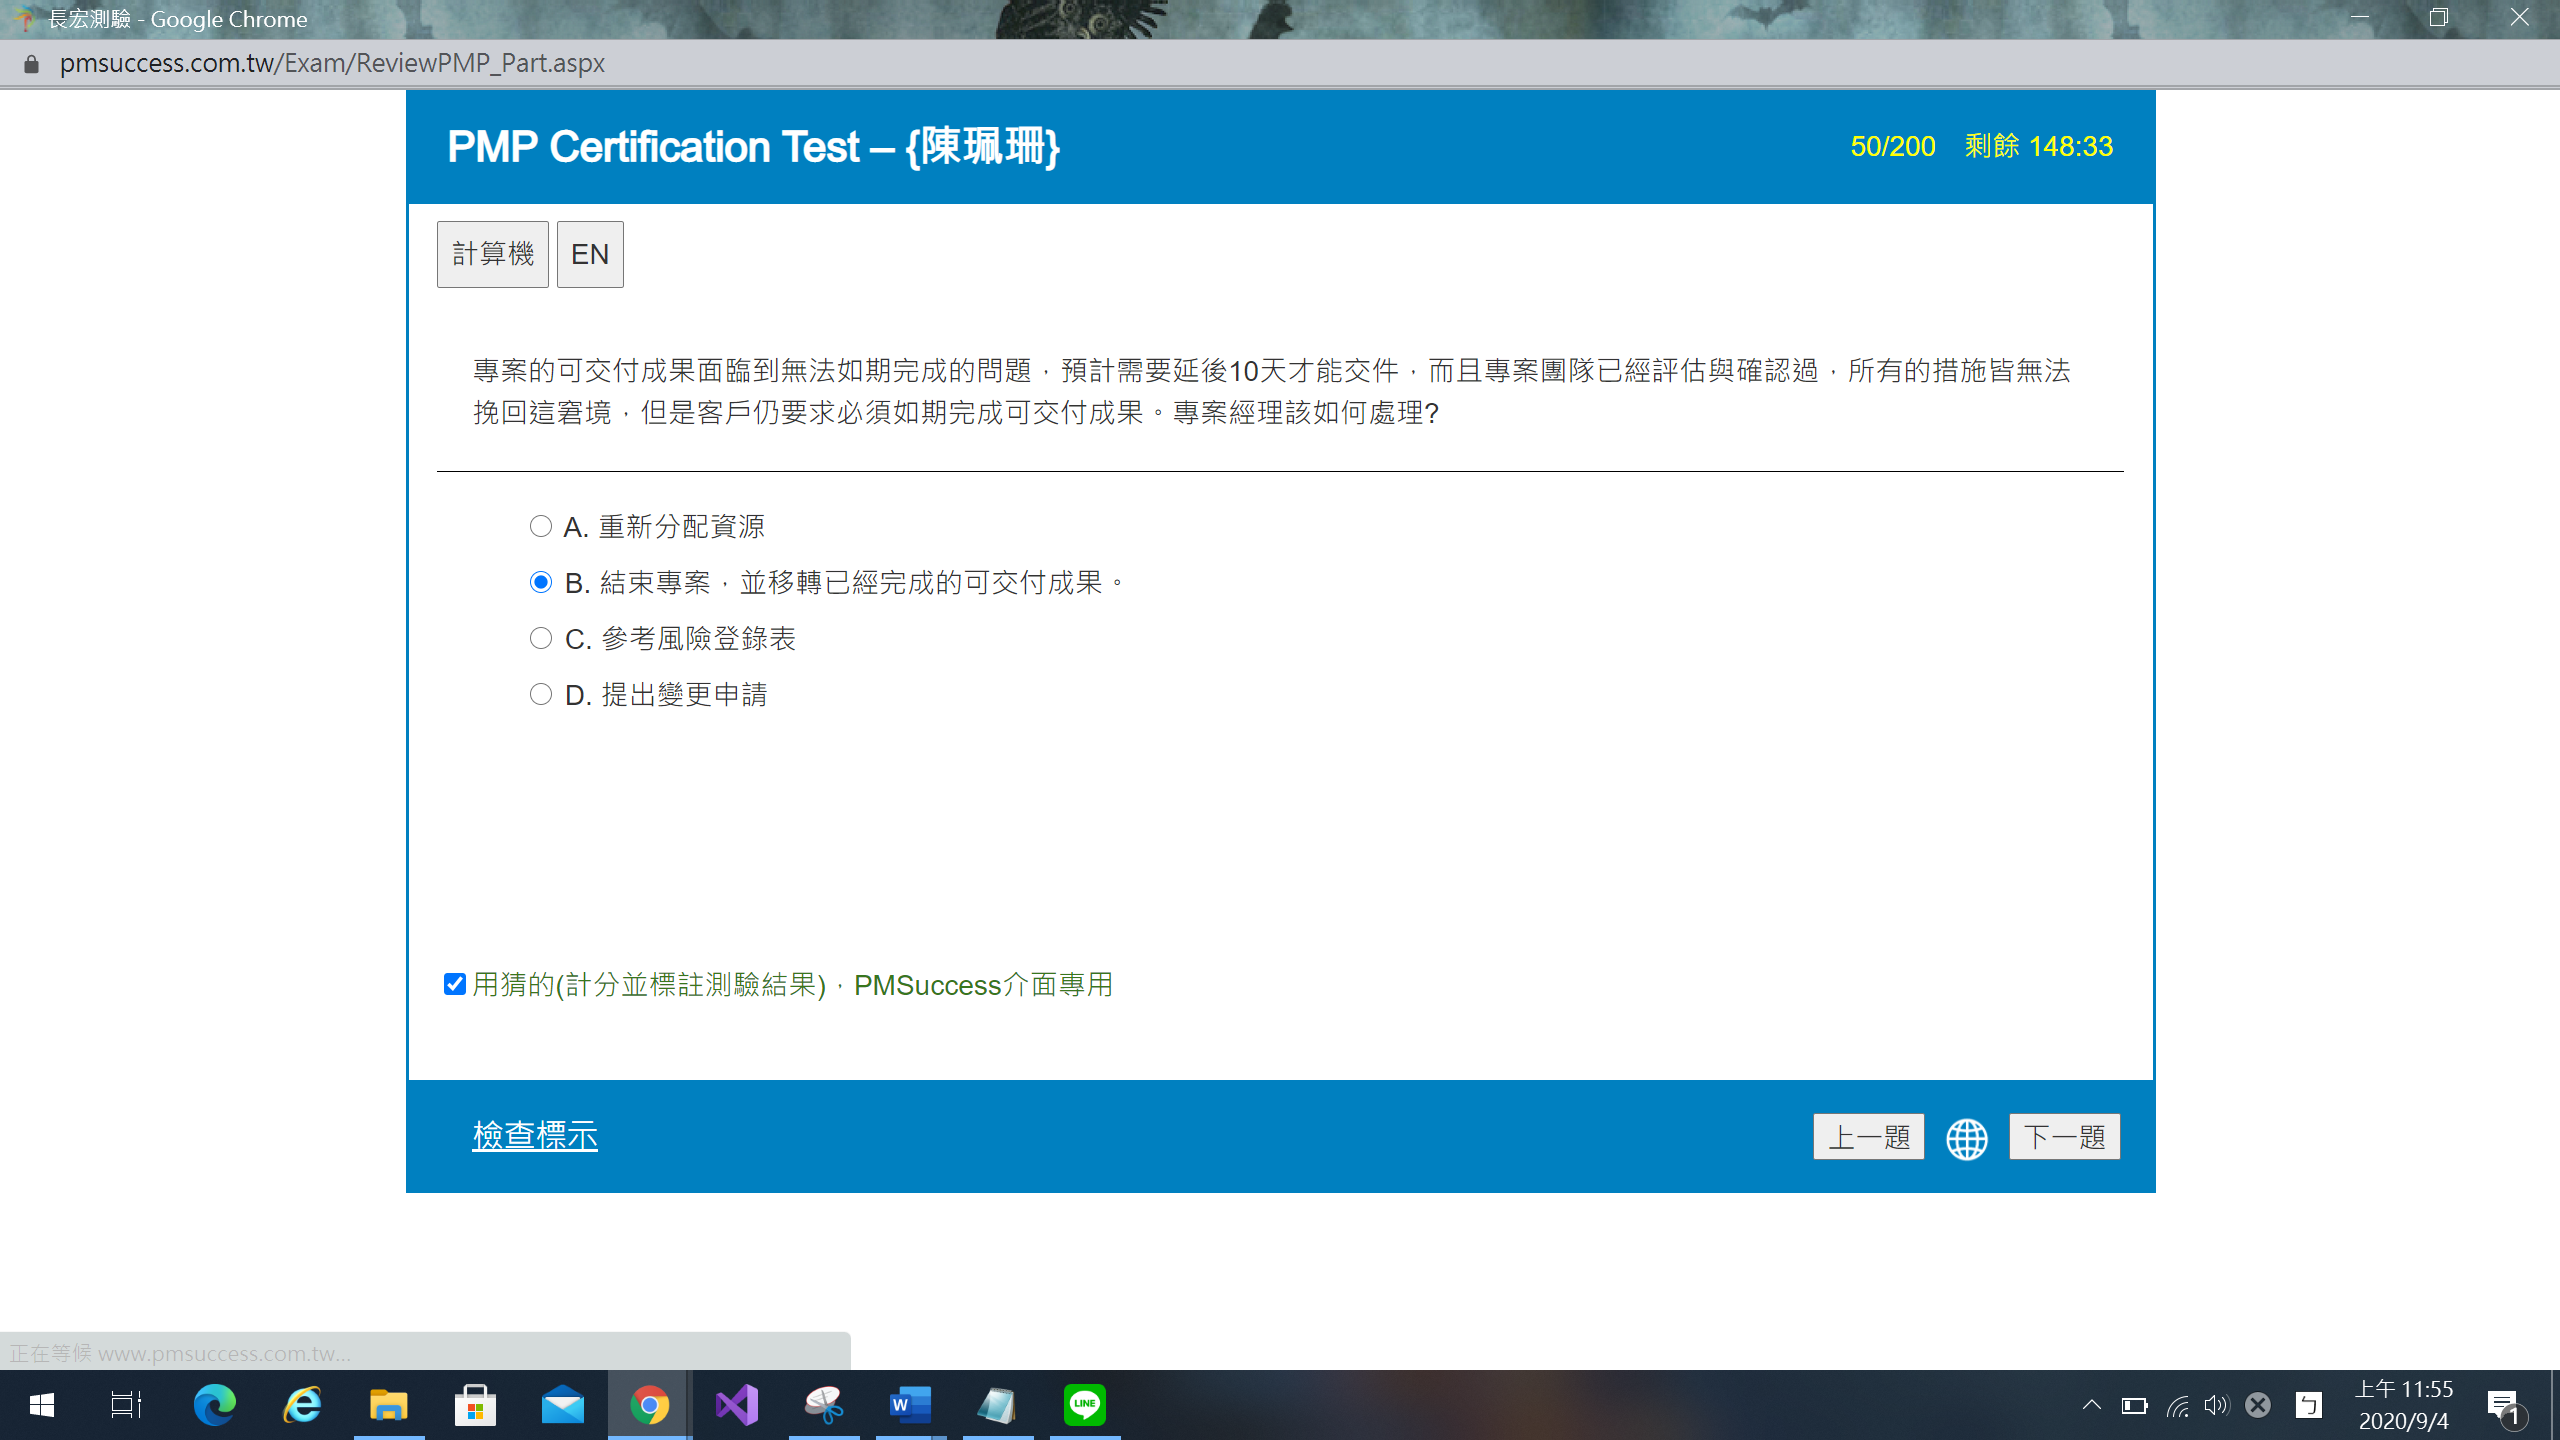 長宏測驗 - Google Chrome
pmsuccess.com.tw/Exam/ReviewPMP_Part.aspx
PMP Certification Test – {陳珮珊}
50/200 剩餘 148:33
計算機 EN
專案的可交付成果面臨到無法如期完成的問題，預計需要延後10天才能交件，而且專案團隊已經評估與確認過，所有的措施皆無法
挽回這窘境，但是客戶仍要求必須如期完成可交付成果。專案經理該如何處理?
A. 重新分配資源
B. 結束專案，並移轉已經完成的可交付成果。
C. 參考風險登錄表
D. 提出變更申請
用猜的(計分並標註測驗結果)，PMSuccess介面專用
檢查標示
上一題 下一題
正在等候 www.pmsuccess.com.tw...
W
LINE
ㄅ
上午 11:55
2020/9/4
1